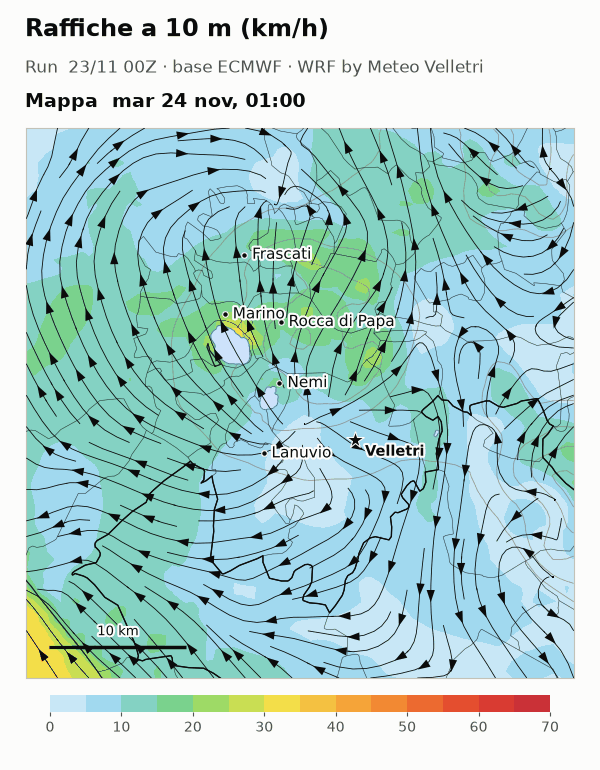 Raffiche a 10 m (km/h)
Run  23/11 00Z · base ECMWF · WRF by Meteo Velletri
Mappa  mar 24 nov, 01:00
Frascati
Marino
Rocca di Papa
Nemi
Velletri
Lanuvio
10 km
0 10 20 30 40 50 60 70